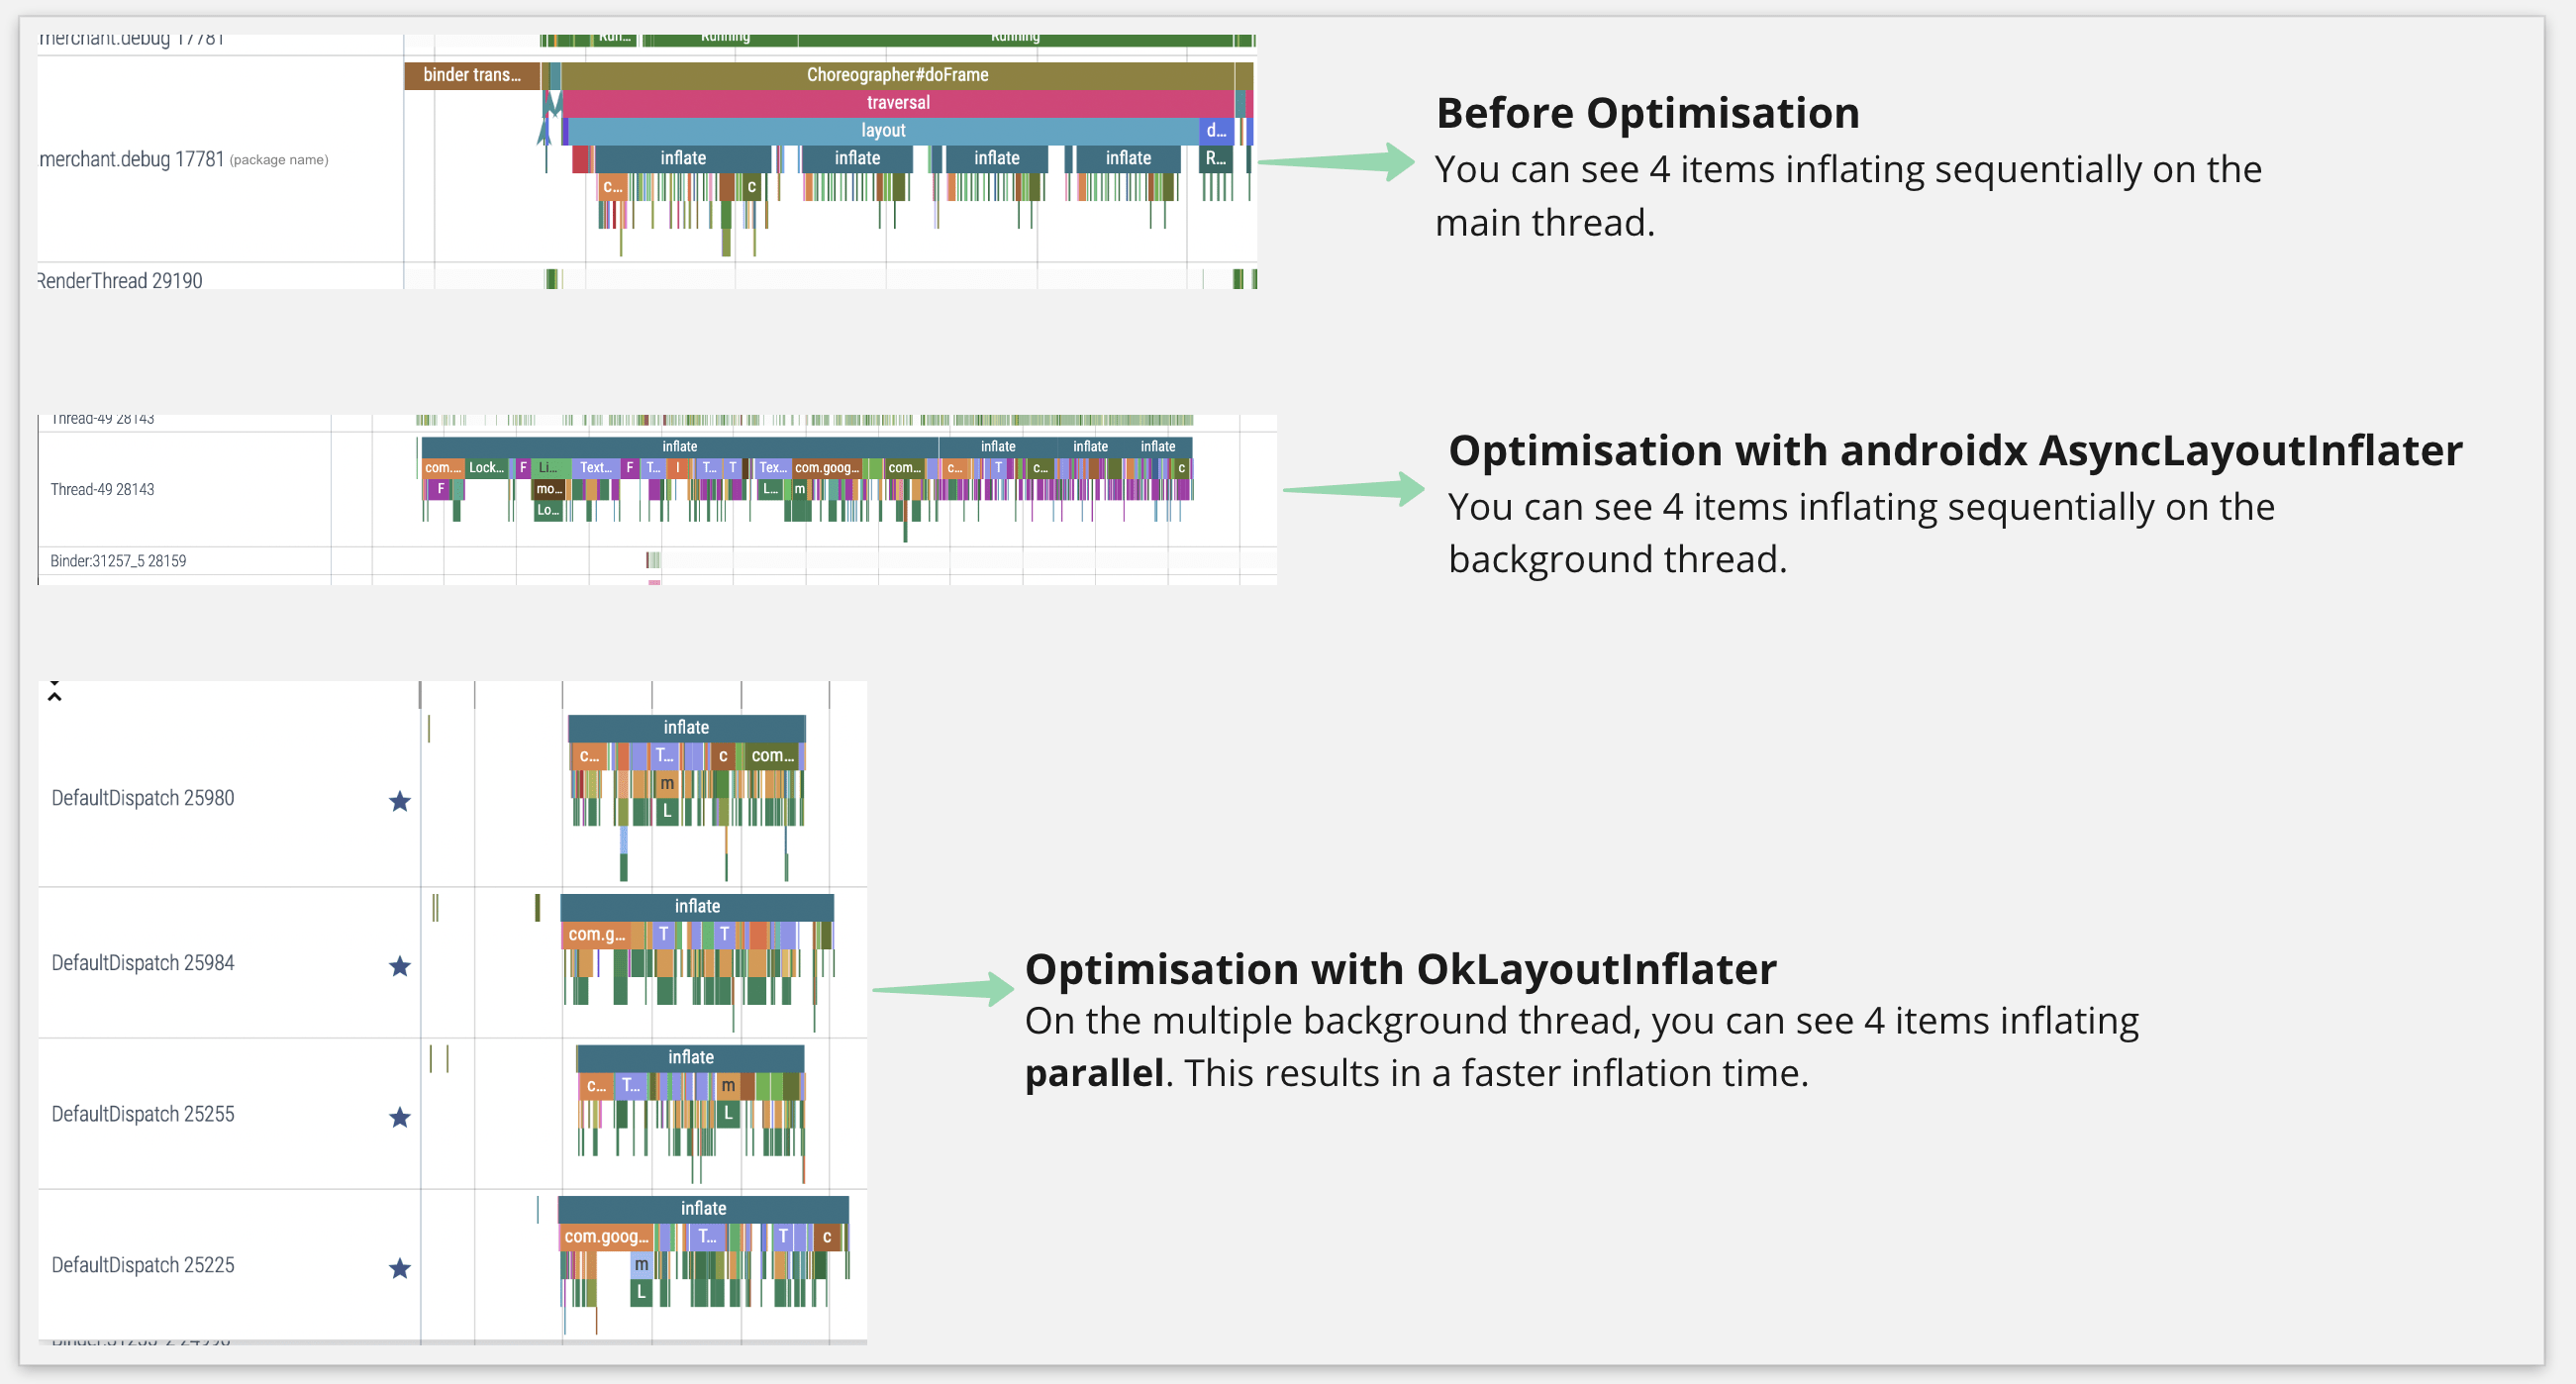 merchant.debug 17781
Run... Running Running
binder trans... Choreographer#doFrame
traversal
layout d...
merchant.debug 17781 (package name)
inflate inflate inflate inflate R...
c... c
RenderThread 29190
Before Optimisation
You can see 4 items inflating sequentially on the
main thread.
Thread-49 28143
inflate inflate inflate inflate
com.... Lock... F Li... Text... F T... I T... T Tex... com.goog... com... c... T c... c
Thread-49 28143
F mo... L... m
Lo...
Binder:31257_5 28159
Optimisation with androidx AsyncLayoutInflater
You can see 4 items inflating sequentially on the
background thread.
inflate
c... T... c com...
m
DefaultDispatch 25980
L
inflate
com.g... T T
DefaultDispatch 25984
inflate
c... T... m
DefaultDispatch 25255
L
inflate
com.goog... T... T c
DefaultDispatch 25225
m
L
Optimisation with OkLayoutInflater
On the multiple background thread, you can see 4 items inflating
parallel. This results in a faster inflation time.